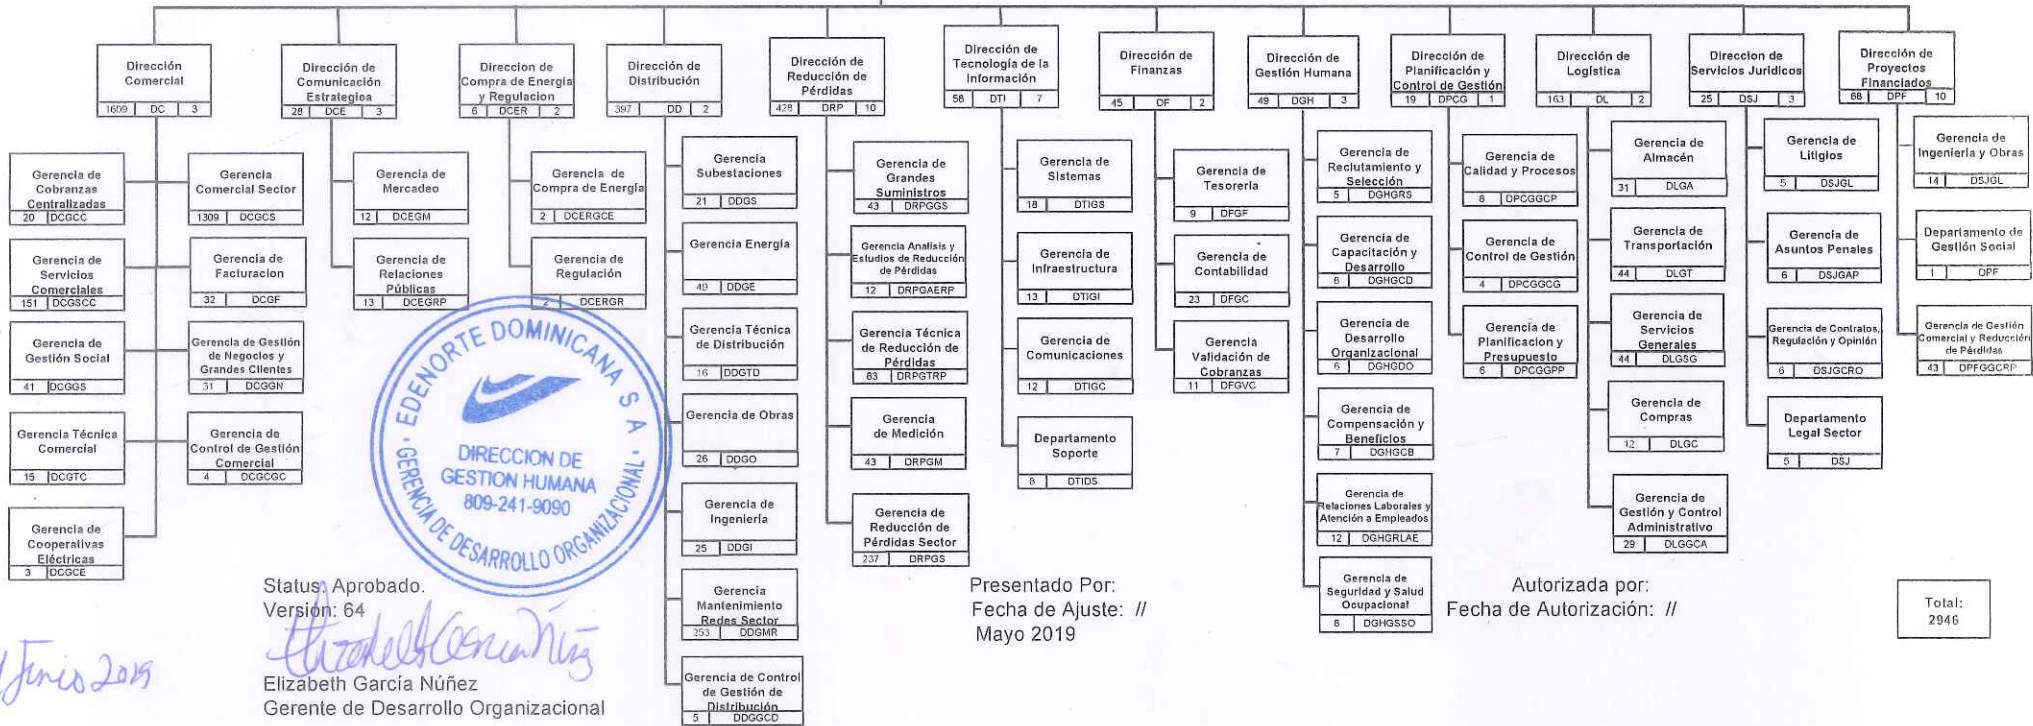 Dirección
Comercial
1609 DC 3
Dirección de
Comunicación
Estrategica
28 DCE 3
Direccion de
Compra de Energia
y Regulacion
6 DCER 2
Dirección de
Distribución
397 DD 2
Dirección de
Reducción de
Pérdidas
428 DRP 10
Dirección de
Tecnología de la
Información
58 DTI 7
Dirección de
Finanzas
45 DF 2
Dirección de
Gestión Humana
49 DGH 3
Dirección de
Planificación y
Control de Gestión
19 DPCG 1
Dirección de
Logística
163 DL 2
Direccion de
Servicios Juridicos
25 DSJ 3
Dirección de
Proyectos
Financiados
68 DPF 10
Gerencia de
Cobranzas
Centralizadas
20 DCGCC
Gerencia
Comercial Sector
1309 DCGCS
Gerencia de
Servicios
Comerciales
151 DCGSCC
Gerencia de
Facturacion
32 DCGF
Gerencia de
Gestión Social
41 DCGGS
Gerencia de Gestión
de Negocios y
Grandes Clientes
31 DCGGN
Gerencia Técnica
Comercial
15 DCGTC
Gerencia de
Control de Gestión
Comercial
4 DCGCGC
Gerencia de
Cooperativas
Eléctricas
3 DCGCE
Gerencia de
Mercadeo
12 DCEGM
Gerencia de
Relaciones
Públicas
13 DCEGRP
Gerencia de
Compra de Energía
2 DCERGCE
Gerencia de
Regulación
2 DCERGR
Gerencia
Subestaciones
21 DDGS
Gerencia Energía
49 DDGE
Gerencia Técnica
de Distribución
16 DDGTD
Gerencia de Obras
26 DDGO
Gerencia de
Ingeniería
25 DDGI
Gerencia
Mantenimiento
Redes Sector
253 DDGMR
Gerencia de Control
de Gestión de
Distribución
5 DDGGCD
Gerencia de
Grandes
Suministros
43 DRPGGS
Gerencia Analisis y
Estudios de Reducción
de Pérdidas
12 DRPGAERP
Gerencia Técnica
de Reducción de
Pérdidas
83 DRPGTRP
Gerencia
de Medición
43 DRPGM
Gerencia de
Reducción de
Pérdidas Sector
237 DRPGS
Gerencia de
Sistemas
18 DTIGS
Gerencia de
Infraestructura
13 DTIGI
Gerencia de
Comunicaciones
12 DTIGC
Departamento
Soporte
8 DTIDS
Gerencia de
Tesorería
9 DFGF
Gerencia de
Contabilidad
23 DFGC
Gerencia
Validación de
Cobranzas
11 DFGVC
Gerencia de
Reclutamiento y
Selección
5 DGHGRS
Gerencia de
Capacitación y
Desarrollo
8 DGHGCD
Gerencia de
Desarrollo
Organizacional
6 DGHGDO
Gerencia de
Compensación y
Beneficios
7 DGHGCB
Gerencia de
Relaciones Laborales y
Atención a Empleados
12 DGHGRLAE
Gerencia de
Seguridad y Salud
Ocupacional
8 DGHGSSO
Gerencia de
Calidad y Procesos
8 DPCGGCP
Gerencia de
Control de Gestión
4 DPCGGCG
Gerencia de
Planificacion y
Presupuesto
6 DPCGGPP
Gerencia de
Almacén
31 DLGA
Gerencia de
Transportación
44 DLGT
Gerencia de
Servicios
Generales
44 DLGSG
Gerencia de
Compras
12 DLGC
Gerencia de
Gestión y Control
Administrativo
29 DLGGCA
Gerencia de
Litigios
5 DSJGL
Gerencia de
Asuntos Penales
6 DSJGAP
Gerencia de Contratos,
Regulación y Opinión
6 DSJGCRO
Departamento
Legal Sector
5 DSJ
Gerencia de
Ingeniería y Obras
14 DSJGL
Departamento de
Gestión Social
1 DPF
Gerencia de Gestión
Comercial y Reducción
de Pérdidas
43 DPFGGCRP
EDENORTE DOMINICANA S A
DIRECCION DE
GESTION HUMANA
809-241-9090
GERENCIA DE DESARROLLO ORGANIZACIONAL
Status: Aprobado.
Versión: 64
Elizabeth García Núñez
Elizabeth García Núñez
Gerente de Desarrollo Organizacional
Junio 2019
Presentado Por:
Fecha de Ajuste: //
Mayo 2019
Autorizada por:
Fecha de Autorización: //
Total:
2946